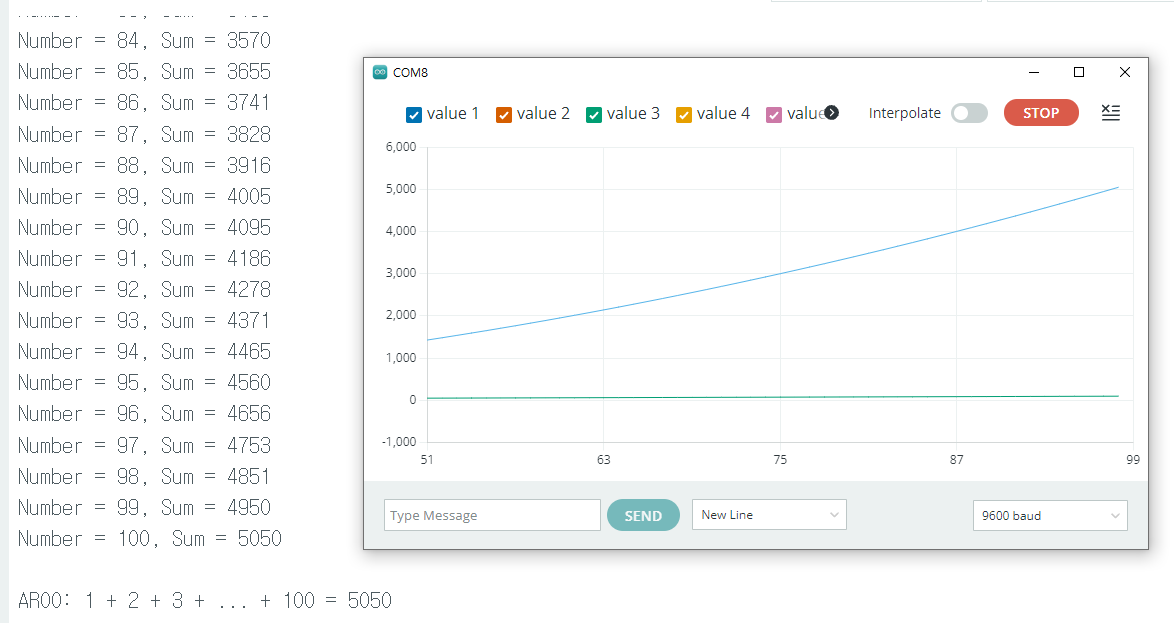 Number = 84, Sum = 3570
Number = 85, Sum = 3655
Number = 86, Sum = 3741
Number = 87, Sum = 3828
Number = 88, Sum = 3916
Number = 89, Sum = 4005
Number = 90, Sum = 4095
Number = 91, Sum = 4186
Number = 92, Sum = 4278
Number = 93, Sum = 4371
Number = 94, Sum = 4465
Number = 95, Sum = 4560
Number = 96, Sum = 4656
Number = 97, Sum = 4753
Number = 98, Sum = 4851
Number = 99, Sum = 4950
Number = 100, Sum = 5050
AR00: 1 + 2 + 3 + ... + 100 = 5050
COM8
value 1 value 2 value 3 value 4 value Interpolate STOP
6,000
5,000
4,000
3,000
2,000
1,000
0
-1,000
51 63 75 87 99
Type Message SEND New Line 9600 baud